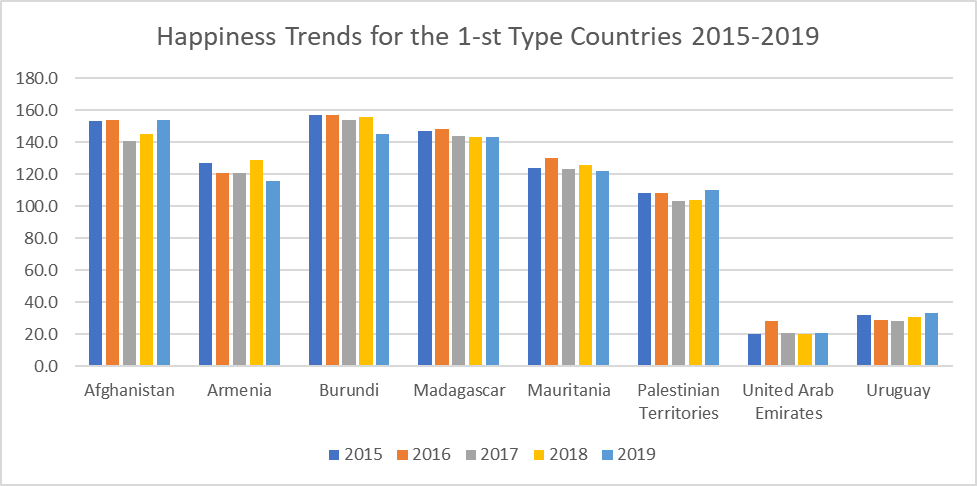 Happiness Trends for the 1-st Type Countries 2015-2019
180.0
160.0
140.0
120.0
100.0
80.0
60.0
40.0
20.0
0.0
Afghanistan Armenia Burundi Madagascar Mauritania Palestinian United Arab Uruguay
Territories Emirates
2015 2016 2017 2018 2019